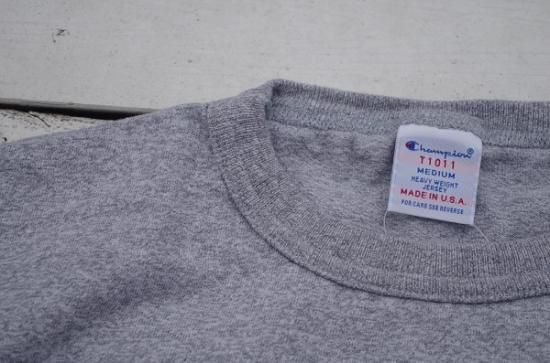 Champion®
T1011
MEDIUM
HEAVY WEIGHT
JERSEY
MADE IN U.S.A.
FOR CARE SEE REVERSE